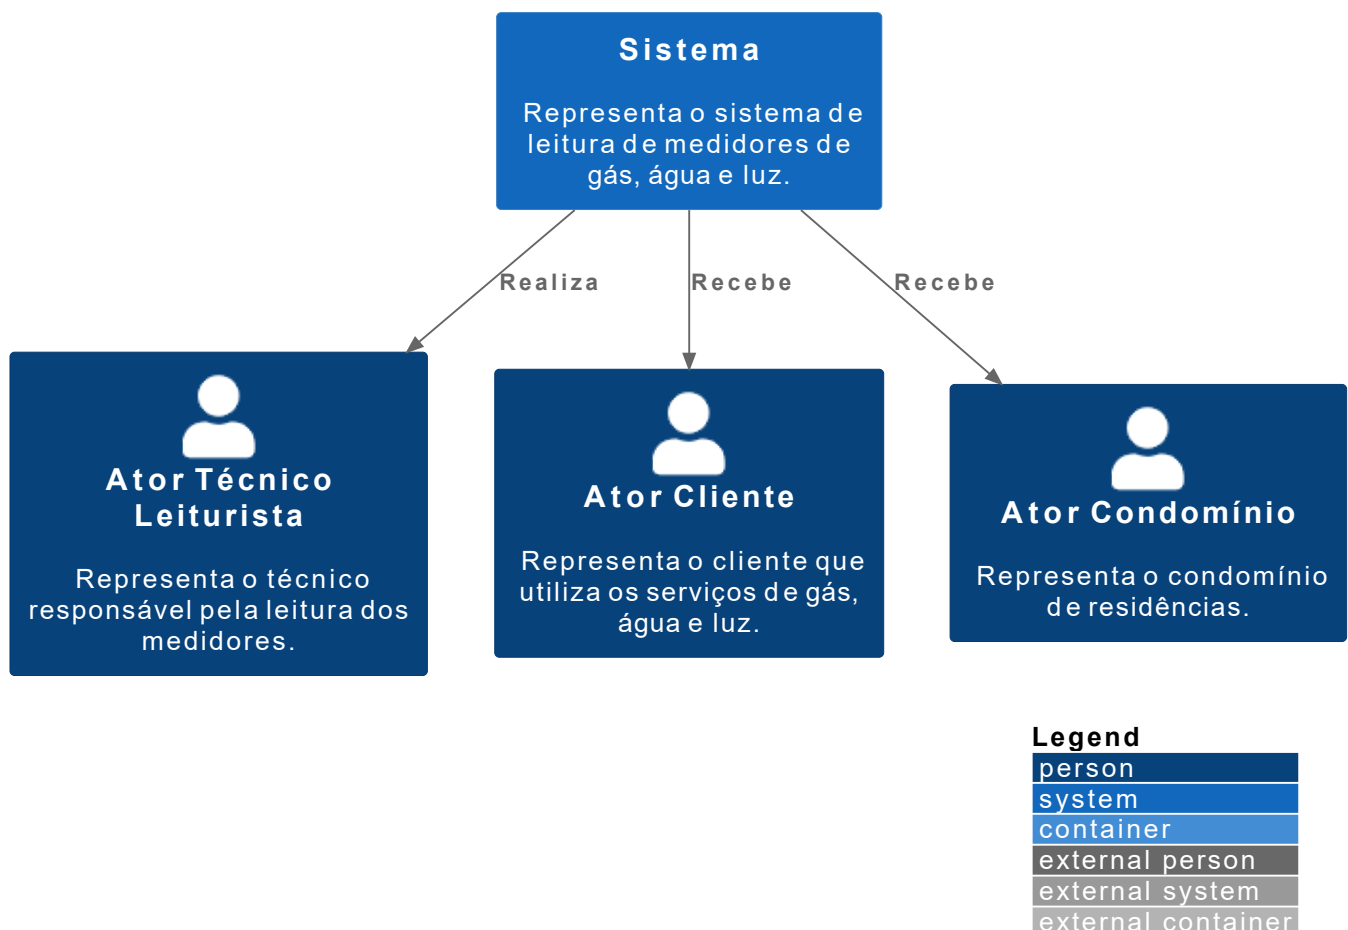 Sistema
Representa o sistema de
leitura de medidores de
gás, água e luz.
Realiza
Recebe
Recebe
Ator Técnico
Leiturista
Representa o técnico
responsável pela leitura dos
medidores.
Ator Cliente
Representa o cliente que
utiliza os serviços de gás,
água e luz.
Ator Condomínio
Representa o condomínio
de residências.
Legend
person
system
container
external person
external system
external container